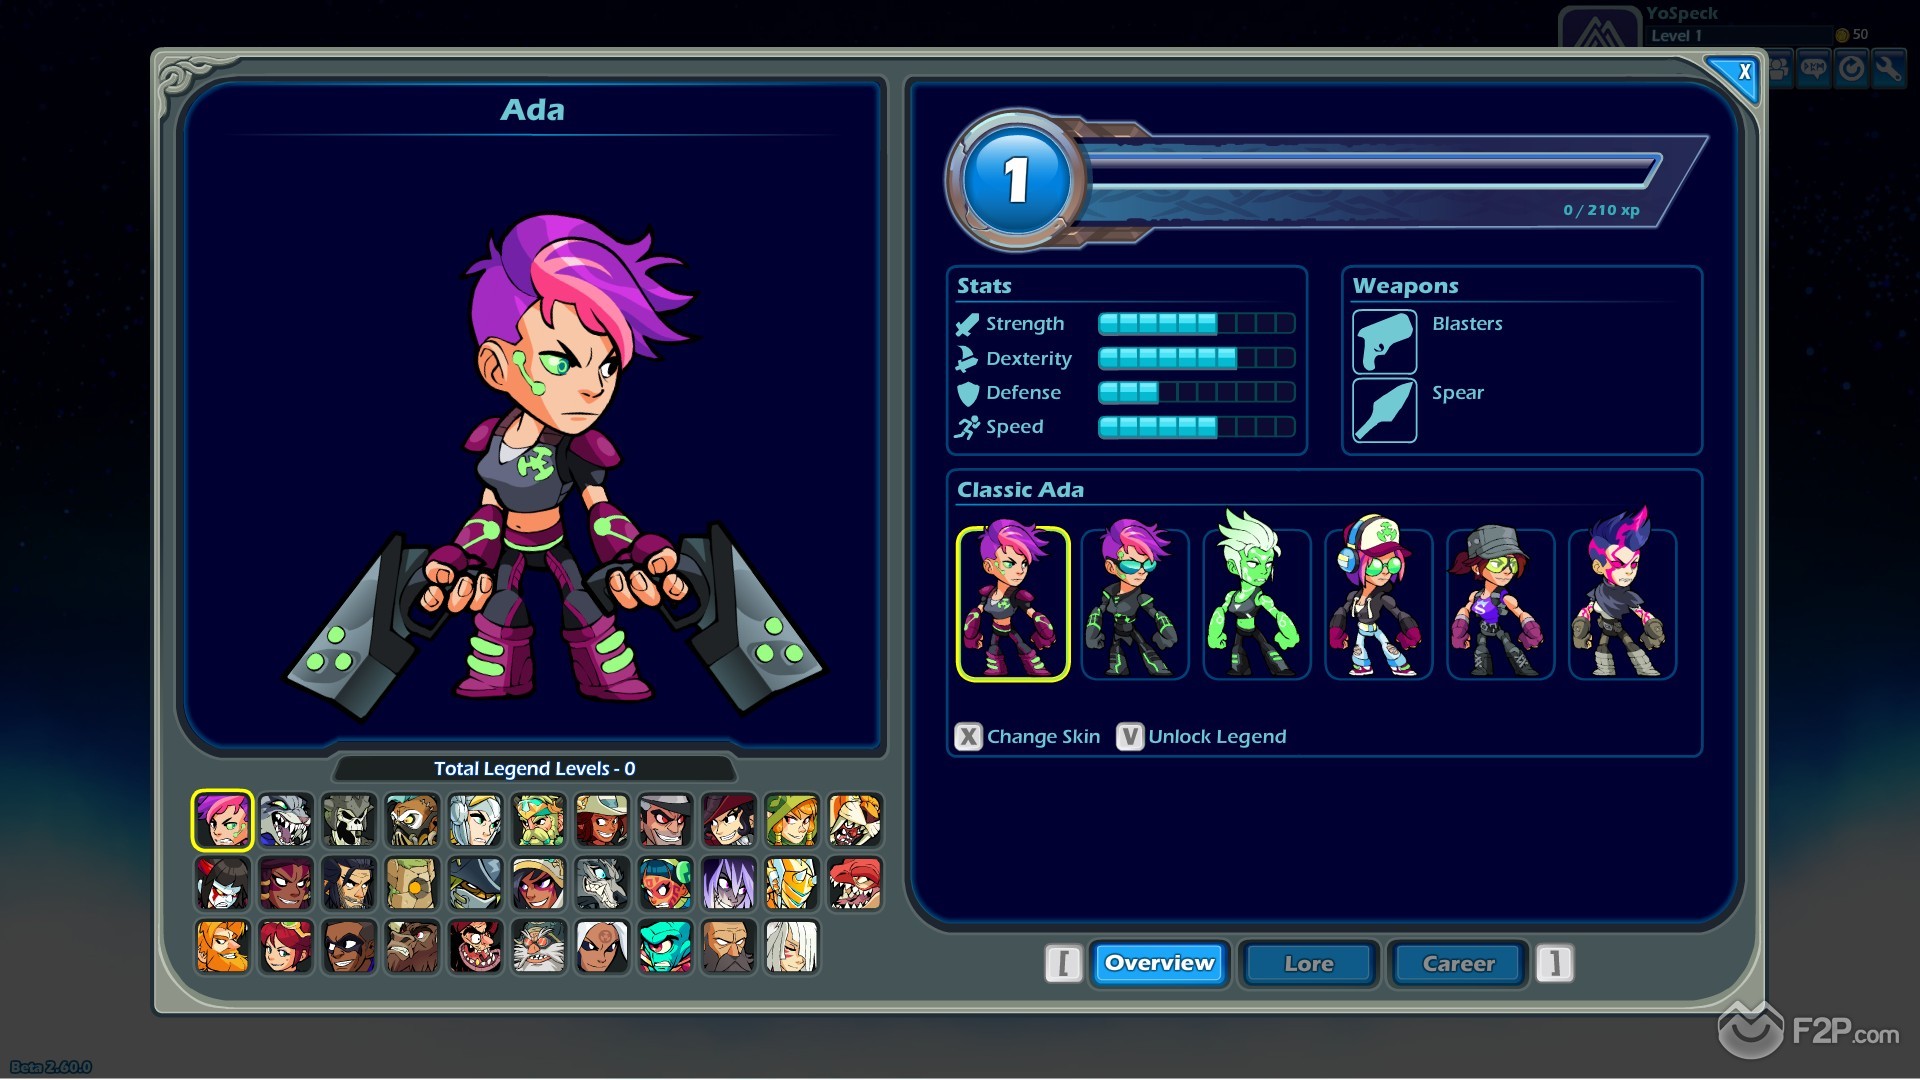 YoSpeck
Level 1
50
X
Ada
1
0 / 210 xp
Stats
Strength
Dexterity
Defense
Speed
Weapons
Blasters
Spear
Classic Ada
X Change Skin V Unlock Legend
Total Legend Levels - 0
[ Overview Lore Career ]
F2P.com
Beta 2.60.0